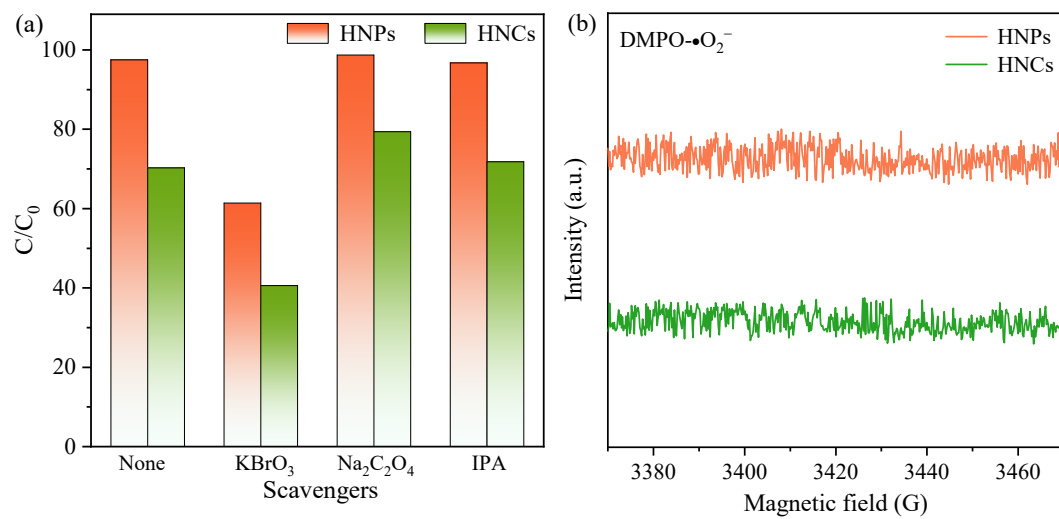 (a)
HNPs
HNCs
C/C₀
100
80
60
40
20
0
None
KBrO₃
Na₂C₂O₄
IPA
Scavengers
(b)
DMPO-•O₂⁻
HNPs
HNCs
Intensity (a.u.)
3380
3400
3420
3440
3460
Magnetic field (G)